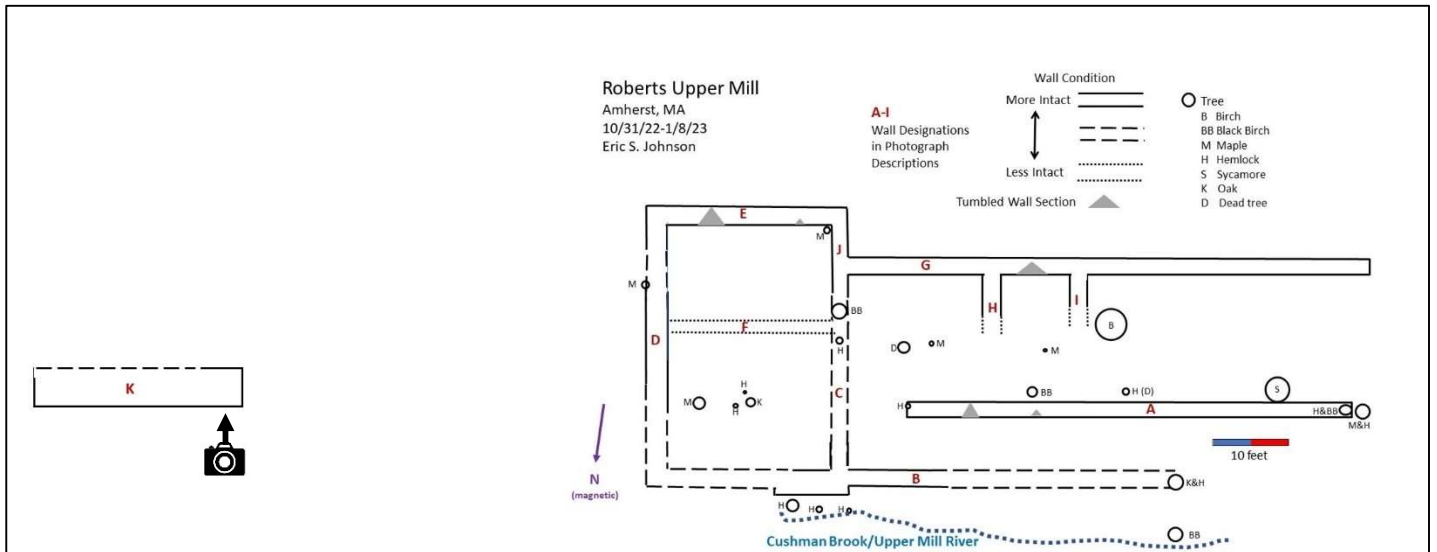 Roberts Upper Mill
Amherst, MA
10/31/22-1/8/23
Eric S. Johnson
A-I
Wall Designations
in Photograph
Descriptions
Wall Condition
More Intact
Less Intact
Tumbled Wall Section
Tree
B Birch
BB Black Birch
M Maple
H Hemlock
S Sycamore
K Oak
D Dead tree
E
M
J
G
M
H
I
BB
B
F
D
H
D
M
M
K
H
M
H
K
C
BB
H (D)
S
H
A
H&BB
M&H
10 feet
N
(magnetic)
B
K&H
H
H
H
BB
Cushman Brook/Upper Mill River